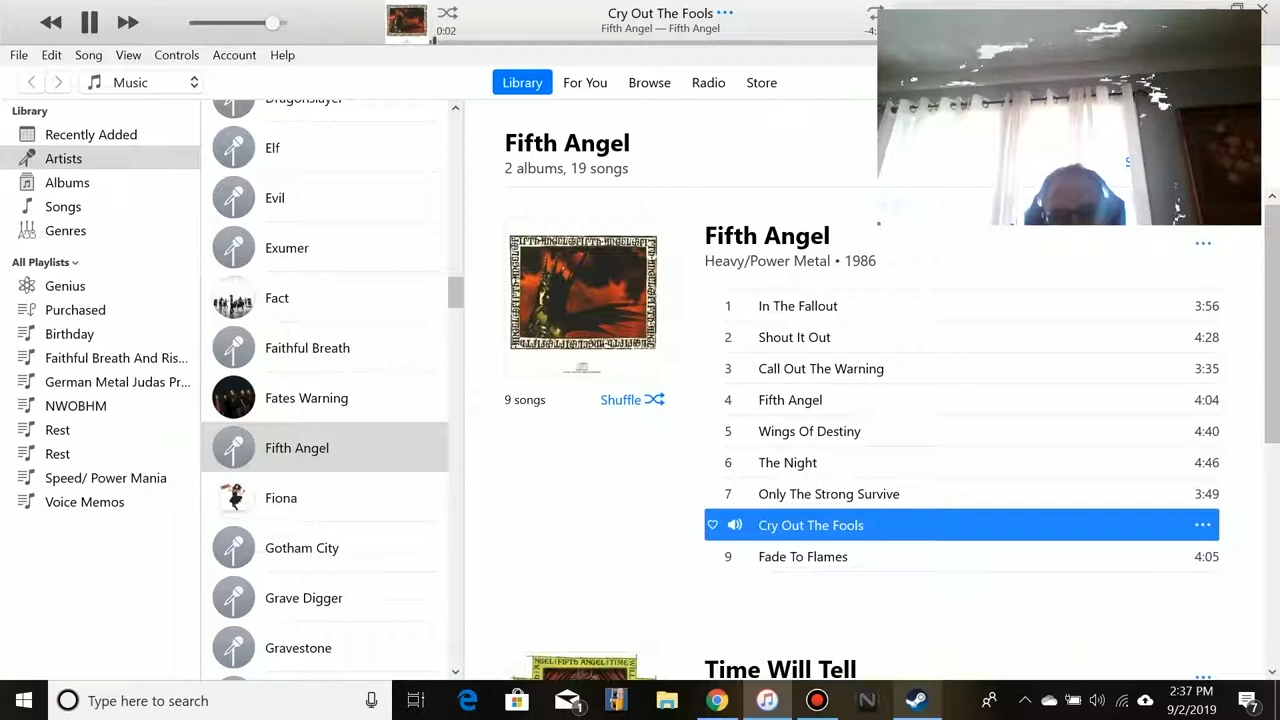 Cry Out The Fools
0:02
Fifth Angel — Fifth Angel
File Edit Song View Controls Account Help
Music
Library For You Browse Radio Store
Library
Recently Added
Artists
Albums
Songs
Genres
All Playlists
Genius
Purchased
Birthday
Faithful Breath And Ris...
German Metal Judas Pr...
NWOBHM
Rest
Rest
Speed/ Power Mania
Voice Memos
Dragonslayer
Elf
Evil
Exumer
Fact
Faithful Breath
Fates Warning
Fifth Angel
Fiona
Gotham City
Grave Digger
Gravestone
Fifth Angel
2 albums, 19 songs
9 songs Shuffle
Fifth Angel
Heavy/Power Metal • 1986
1 In The Fallout 3:56
2 Shout It Out 4:28
3 Call Out The Warning 3:35
4 Fifth Angel 4:04
5 Wings Of Destiny 4:40
6 The Night 4:46
7 Only The Strong Survive 3:49
Cry Out The Fools
9 Fade To Flames 4:05
Time Will Tell
Type here to search
1
2:37 PM
9/2/2019
7